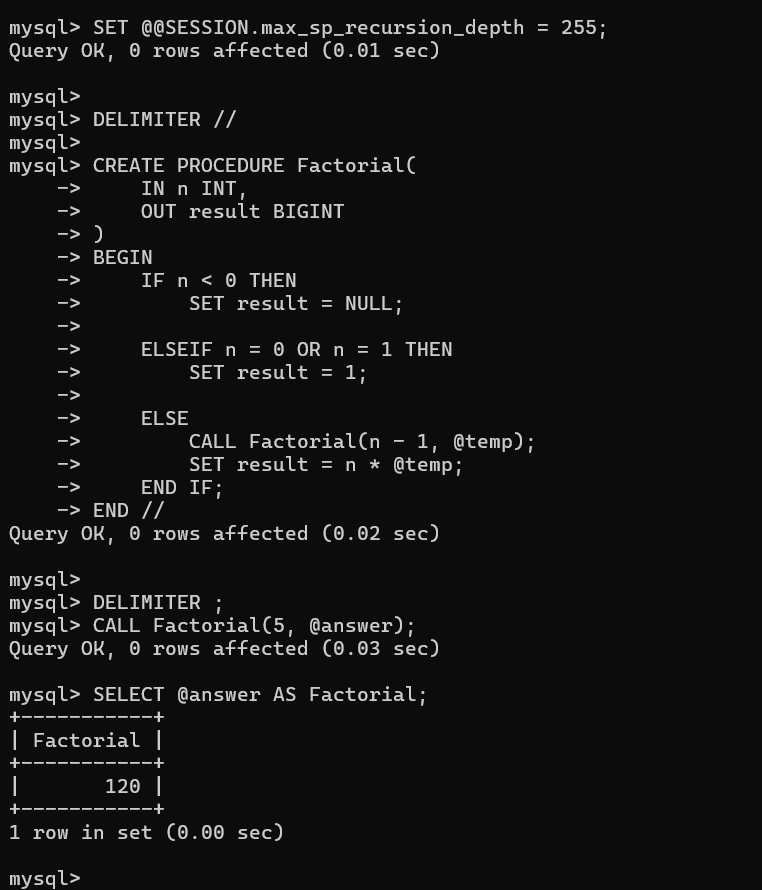 mysql> SET @@SESSION.max_sp_recursion_depth = 255;
Query OK, 0 rows affected (0.01 sec)

mysql>
mysql> DELIMITER //
mysql>
mysql> CREATE PROCEDURE Factorial(
    ->     IN n INT,
    ->     OUT result BIGINT
    -> )
    -> BEGIN
    ->     IF n < 0 THEN
    ->         SET result = NULL;
    ->
    ->     ELSEIF n = 0 OR n = 1 THEN
    ->         SET result = 1;
    ->
    ->     ELSE
    ->         CALL Factorial(n - 1, @temp);
    ->         SET result = n * @temp;
    ->     END IF;
    -> END //
Query OK, 0 rows affected (0.02 sec)

mysql>
mysql> DELIMITER ;
mysql> CALL Factorial(5, @answer);
Query OK, 0 rows affected (0.03 sec)

mysql> SELECT @answer AS Factorial;
+-----------+
| Factorial |
+-----------+
|       120 |
+-----------+
1 row in set (0.00 sec)

mysql>